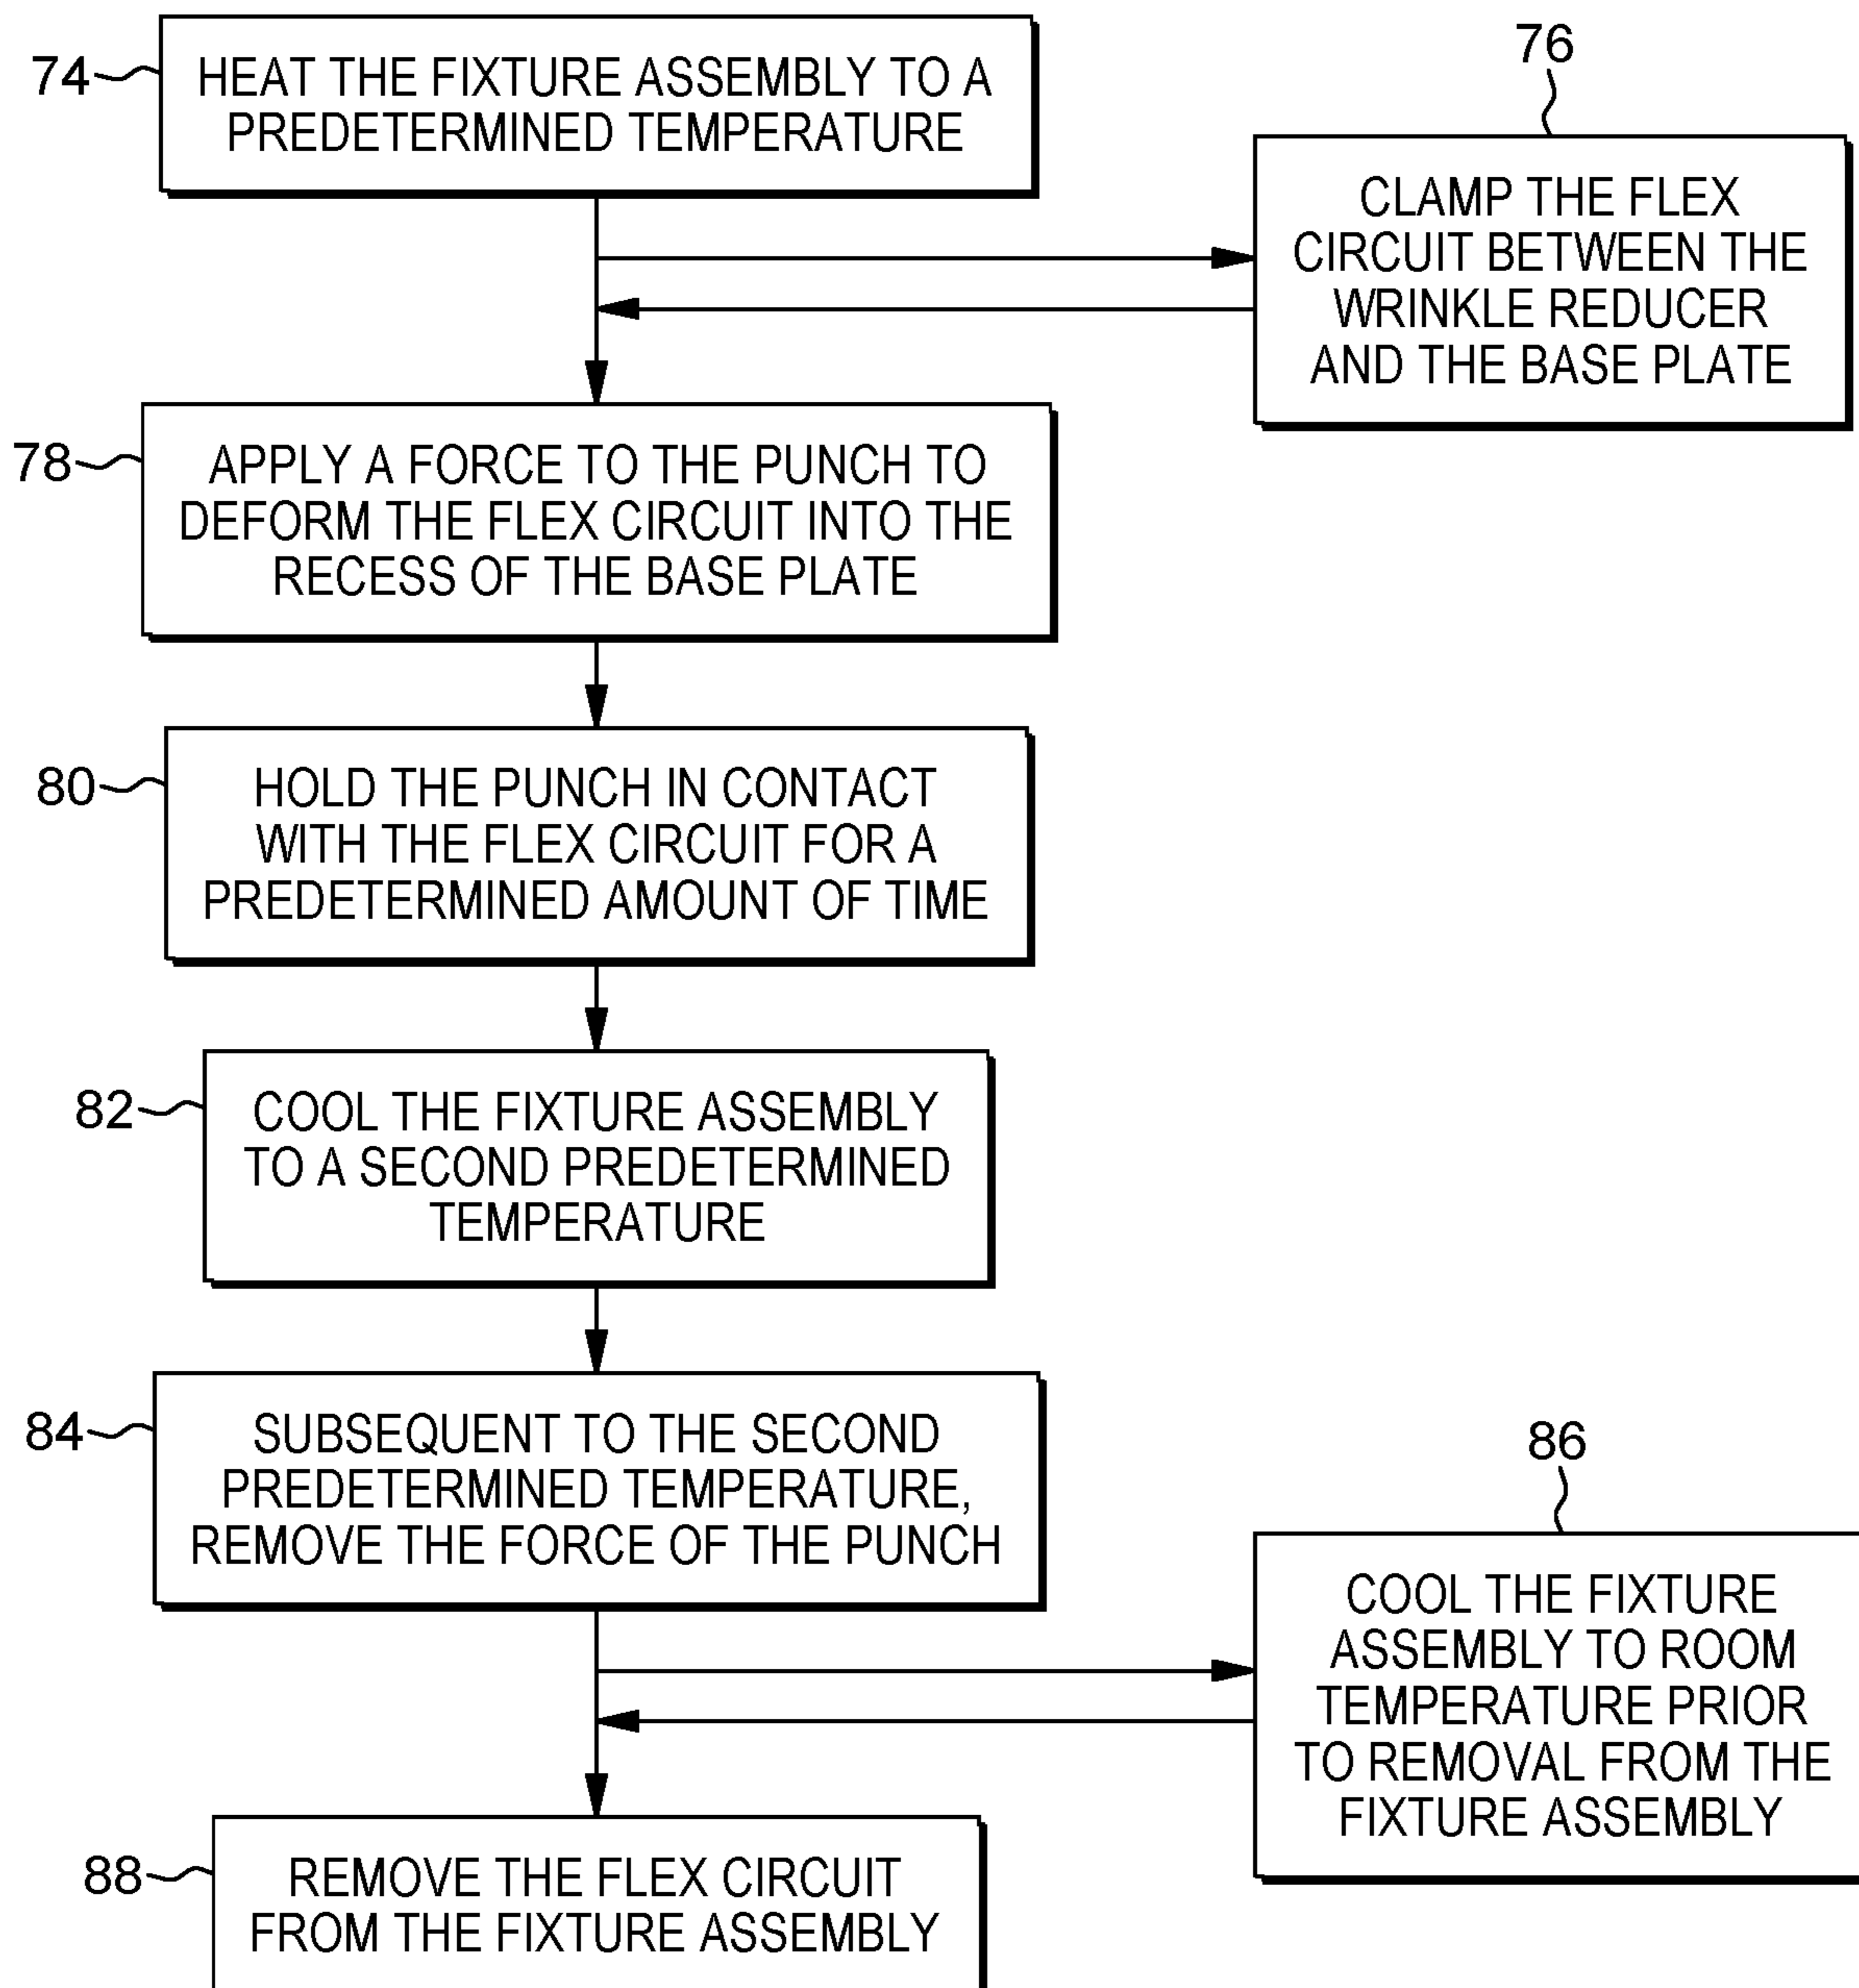 74
HEAT THE FIXTURE ASSEMBLY TO A
PREDETERMINED TEMPERATURE
76
CLAMP THE FLEX
CIRCUIT BETWEEN THE
WRINKLE REDUCER
AND THE BASE PLATE
78
APPLY A FORCE TO THE PUNCH TO
DEFORM THE FLEX CIRCUIT INTO THE
RECESS OF THE BASE PLATE
80
HOLD THE PUNCH IN CONTACT
WITH THE FLEX CIRCUIT FOR A
PREDETERMINED AMOUNT OF TIME
82
COOL THE FIXTURE ASSEMBLY
TO A SECOND PREDETERMINED
TEMPERATURE
84
SUBSEQUENT TO THE SECOND
PREDETERMINED TEMPERATURE,
REMOVE THE FORCE OF THE PUNCH
86
COOL THE FIXTURE
ASSEMBLY TO ROOM
TEMPERATURE PRIOR
TO REMOVAL FROM THE
FIXTURE ASSEMBLY
88
REMOVE THE FLEX CIRCUIT
FROM THE FIXTURE ASSEMBLY